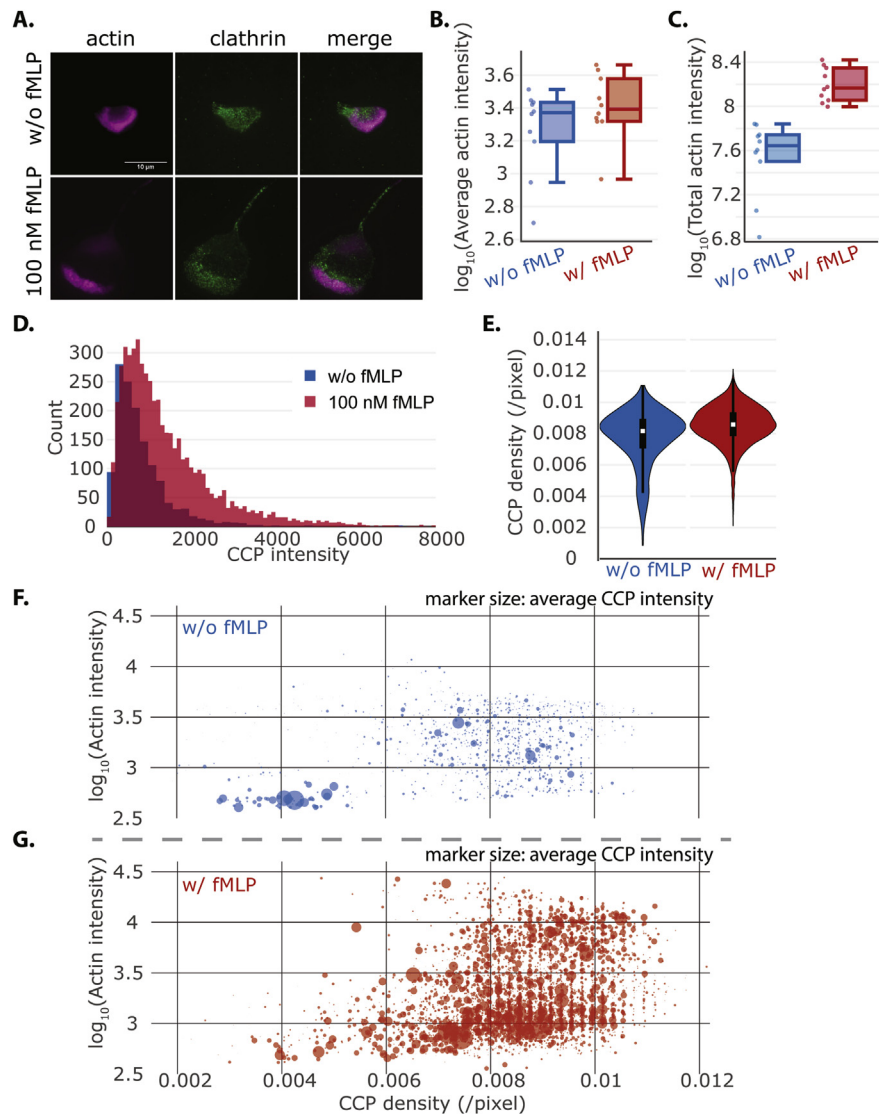 A.
actin clathrin merge
w/o fMLP
10 μm
100 nM fMLP
B.
log10(Average actin intensity)
3.6
3.4
3.2
3
2.8
2.6
w/o fMLP w/ fMLP
C.
log10(Total actin intensity)
8.4
8
7.6
7.2
6.8
w/o fMLP w/ fMLP
D.
Count
300
250
200
150
100
50
0
w/o fMLP
100 nM fMLP
0 2000 4000 6000 8000
CCP intensity
E.
CCP density (/pixel)
0.014
0.012
0.01
0.008
0.006
0.004
0.002
0
w/o fMLP w/ fMLP
F.
marker size: average CCP intensity
w/o fMLP
log10(Actin intensity)
4.5
4
3.5
3
2.5
G.
marker size: average CCP intensity
w/ fMLP
log10(Actin intensity)
4.5
4
3.5
3
2.5
0.002 0.004 0.006 0.008 0.01 0.012
CCP density (/pixel)